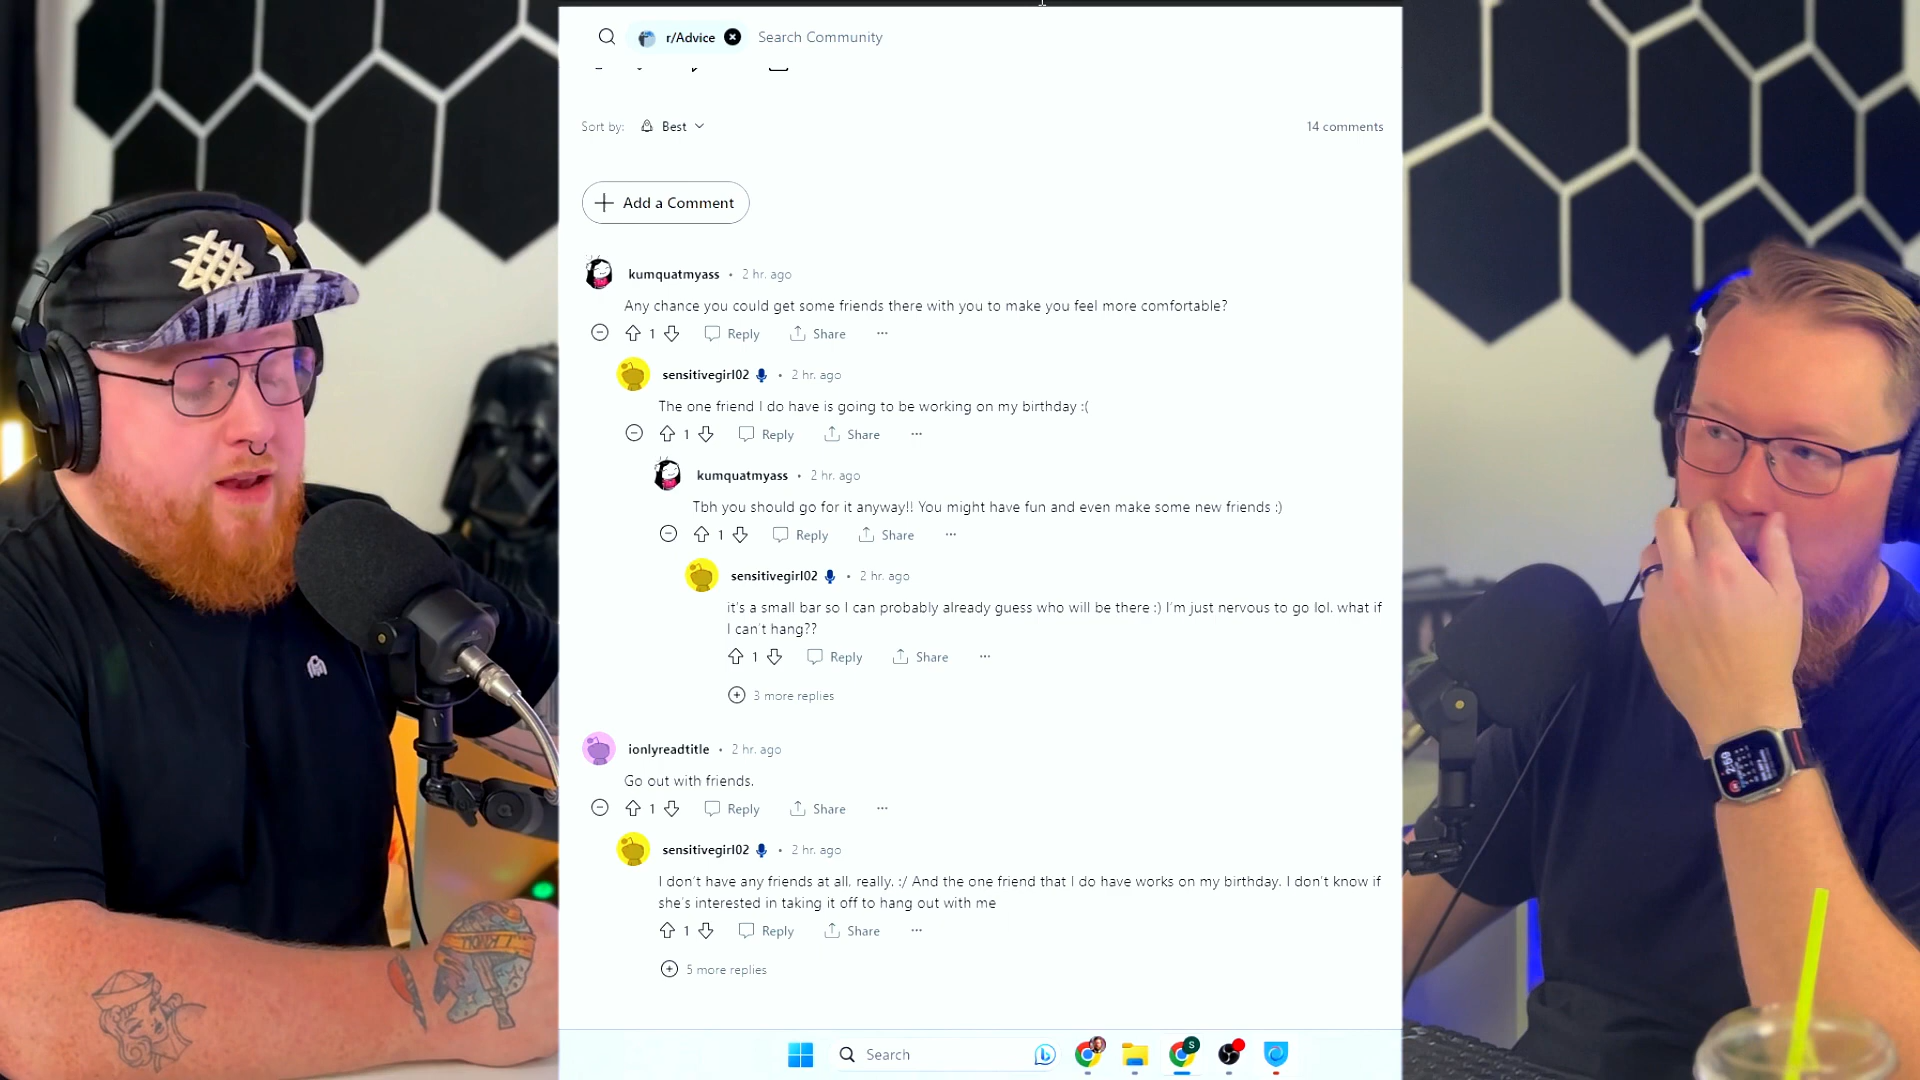 r/Advice Search Community
Sort by: Best 14 comments
Add a Comment
kumquatmyass • 2 hr. ago
Any chance you could get some friends there with you to make you feel more comfortable?
1 Reply Share ...
sensitivegirl02 • 2 hr. ago
The one friend I do have is going to be working on my birthday :(
1 Reply Share ...
kumquatmyass • 2 hr. ago
Tbh you should go for it anyway!! You might have fun and even make some new friends :)
1 Reply Share ...
sensitivegirl02 • 2 hr. ago
it's a small bar so I can probably already guess who will be there :) I'm just nervous to go lol. what if
I can't hang??
1 Reply Share ...
3 more replies
ionlyreadtitle • 2 hr. ago
Go out with friends.
1 Reply Share ...
sensitivegirl02 • 2 hr. ago
I don't have any friends at all. really. :/ And the one friend that I do have works on my birthday. I don't know if
she's interested in taking it off to hang out with me
1 Reply Share ...
5 more replies
Search
S